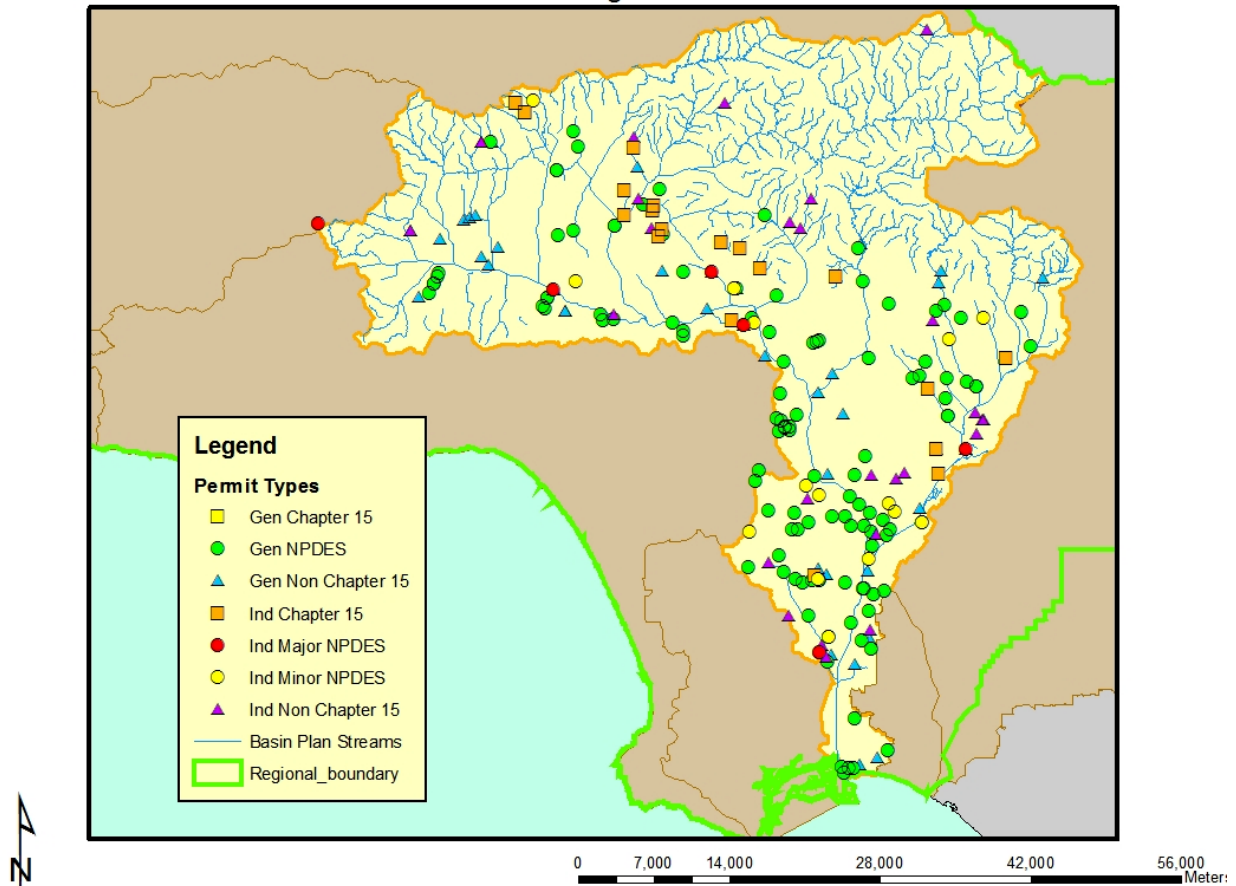 Legend
Permit Types
Gen Chapter 15
Gen NPDES
Gen Non Chapter 15
Ind Chapter 15
Ind Major NPDES
Ind Minor NPDES
Ind Non Chapter 15
Basin Plan Streams
Regional_boundary
N
0 7,000 14,000 28,000 42,000 56,000
Meters